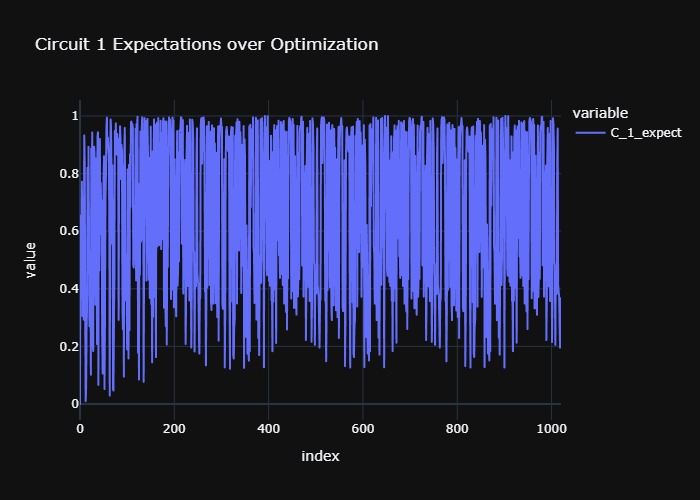 Circuit 1 Expectations over Optimization
variable
C_1_expect
1
0.8
0.6
0.4
0.2
0
value
0 200 400 600 800 1000
index